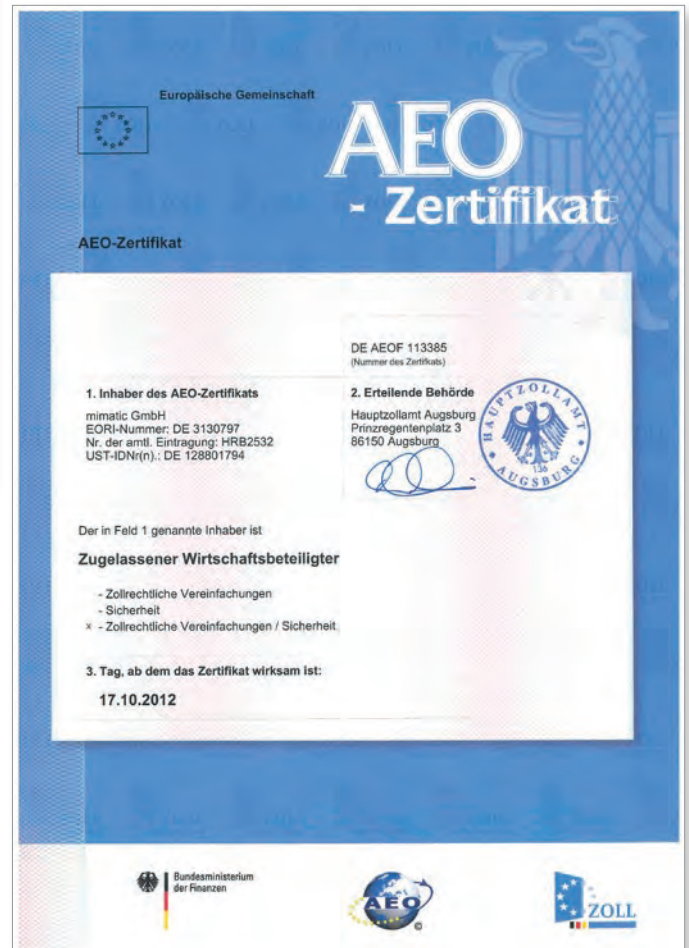 Europäische Gemeinschaft
AEO
- Zertifikat
AEO-Zertifikat
DE AEOF 113385
(Nummer des Zertifikats)
1. Inhaber des AEO-Zertifikats
mimatic GmbH
EORI-Nummer: DE 3130797
Nr. der amtl. Eintragung: HRB2532
UST-IDNr(n).: DE 128801794
2. Erteilende Behörde
Hauptzollamt Augsburg
Prinzregentenplatz 3
86150 Augsburg
HAUPTZOLLAMT
AUGSBURG
136
Der in Feld 1 genannte Inhaber ist
Zugelassener Wirtschaftsbeteiligter
- Zollrechtliche Vereinfachungen
- Sicherheit
x - Zollrechtliche Vereinfachungen / Sicherheit
3. Tag, ab dem das Zertifikat wirksam ist:
17.10.2012
Bundesministerium
der Finanzen
AEO
©
ZOLL